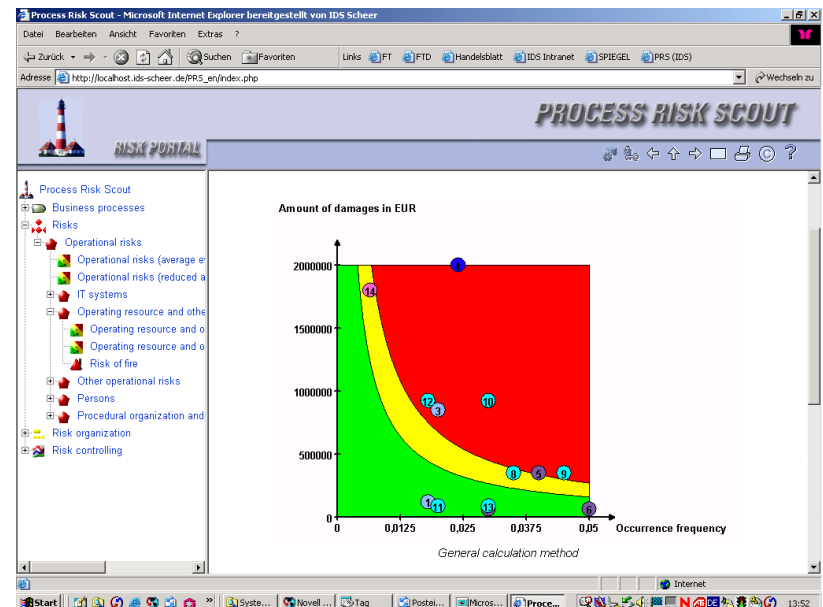 Process Risk Scout - Microsoft Internet Explorer bereitgestellt von IDS Scheer
Datei Bearbeiten Ansicht Favoriten Extras ?
Zurück Suchen Favoriten Links FT FTD Handelsblatt IDS Intranet SPIEGEL PRS (IDS)
Adresse http://localhost.ids-scheer.de/PRS_en/index.php Wechseln zu
PROCESS RISK SCOUT
RISK PORTAL
Process Risk Scout
Business processes
Risks
Operational risks
Operational risks (average e
Operational risks (reduced a
IT systems
Operating resource and othe
Operating resource and o
Operating resource and o
Risk of fire
Other operational risks
Persons
Procedural organization and
Risk organization
Risk controlling
Amount of damages in EUR
2000000
1500000
1000000
500000
0
4
14
12
3
10
8
5
9
1
11
13
6
0 0,0125 0,025 0,0375 0,05 Occurrence frequency
General calculation method
Internet
Start Syste... Novell ... Tag Postei... Micros... Proce... 13:52